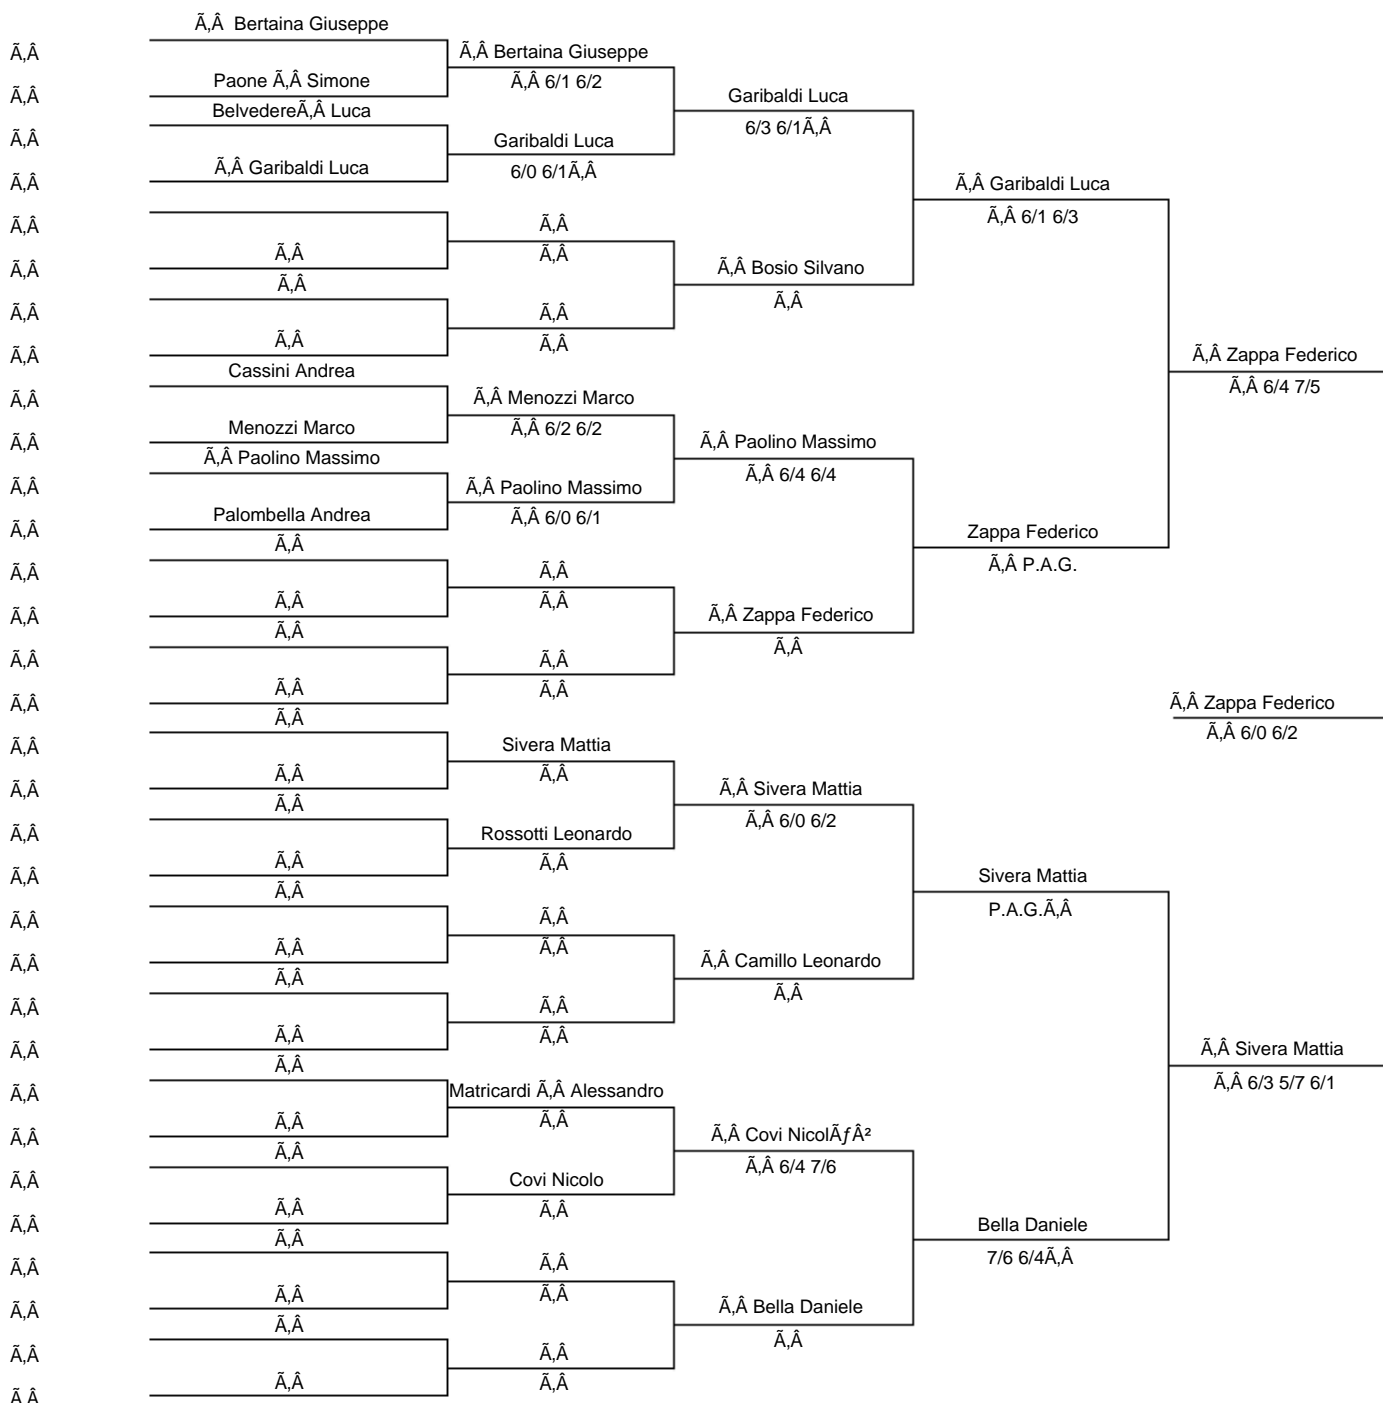 Ã‚Â Bertaina Giuseppe
Ã‚Â
Ã‚Â Bertaina Giuseppe
Paone Ã‚Â Simone
Ã‚Â 6/1 6/2
Ã‚Â
Garibaldi Luca
BelvedereÃ‚Â Luca
6/3 6/1Ã‚Â
Ã‚Â
Garibaldi Luca
Ã‚Â Garibaldi Luca
6/0 6/1Ã‚Â
Ã‚Â
Ã‚Â Garibaldi Luca
Ã‚Â 6/1 6/3
Ã‚Â
Ã‚Â
Ã‚Â
Ã‚Â
Ã‚Â
Ã‚Â Bosio Silvano
Ã‚Â
Ã‚Â
Ã‚Â
Ã‚Â
Ã‚Â
Ã‚Â
Ã‚Â
Ã‚Â
Ã‚Â Zappa Federico
Cassini Andrea
Ã‚Â 6/4 7/5
Ã‚Â
Ã‚Â Menozzi Marco
Menozzi Marco
Ã‚Â 6/2 6/2
Ã‚Â
Ã‚Â Paolino Massimo
Ã‚Â Paolino Massimo
Ã‚Â 6/4 6/4
Ã‚Â
Ã‚Â Paolino Massimo
Palombella Andrea
Ã‚Â 6/0 6/1
Ã‚Â
Zappa Federico
Ã‚Â
Ã‚Â P.A.G.
Ã‚Â
Ã‚Â
Ã‚Â
Ã‚Â
Ã‚Â
Ã‚Â Zappa Federico
Ã‚Â
Ã‚Â
Ã‚Â
Ã‚Â
Ã‚Â
Ã‚Â
Ã‚Â
Ã‚Â Zappa Federico
Ã‚Â
Ã‚Â 6/0 6/2
Ã‚Â
Sivera Mattia
Ã‚Â
Ã‚Â
Ã‚Â
Ã‚Â Sivera Mattia
Ã‚Â
Ã‚Â 6/0 6/2
Ã‚Â
Rossotti Leonardo
Ã‚Â
Ã‚Â
Ã‚Â
Sivera Mattia
Ã‚Â
P.A.G.Ã‚Â
Ã‚Â
Ã‚Â
Ã‚Â
Ã‚Â
Ã‚Â
Ã‚Â Camillo Leonardo
Ã‚Â
Ã‚Â
Ã‚Â
Ã‚Â
Ã‚Â
Ã‚Â
Ã‚Â
Ã‚Â Sivera Mattia
Ã‚Â
Ã‚Â 6/3 5/7 6/1
Ã‚Â
Matricardi Ã‚Â Alessandro
Ã‚Â
Ã‚Â
Ã‚Â
Ã‚Â Covi NicolÃƒÂ²
Ã‚Â
Ã‚Â 6/4 7/6
Ã‚Â
Covi Nicolo
Ã‚Â
Ã‚Â
Ã‚Â
Bella Daniele
Ã‚Â
7/6 6/4Ã‚Â
Ã‚Â
Ã‚Â
Ã‚Â
Ã‚Â
Ã‚Â
Ã‚Â Bella Daniele
Ã‚Â
Ã‚Â
Ã‚Â
Ã‚Â
Ã‚Â
Ã‚Â
Ã‚Â